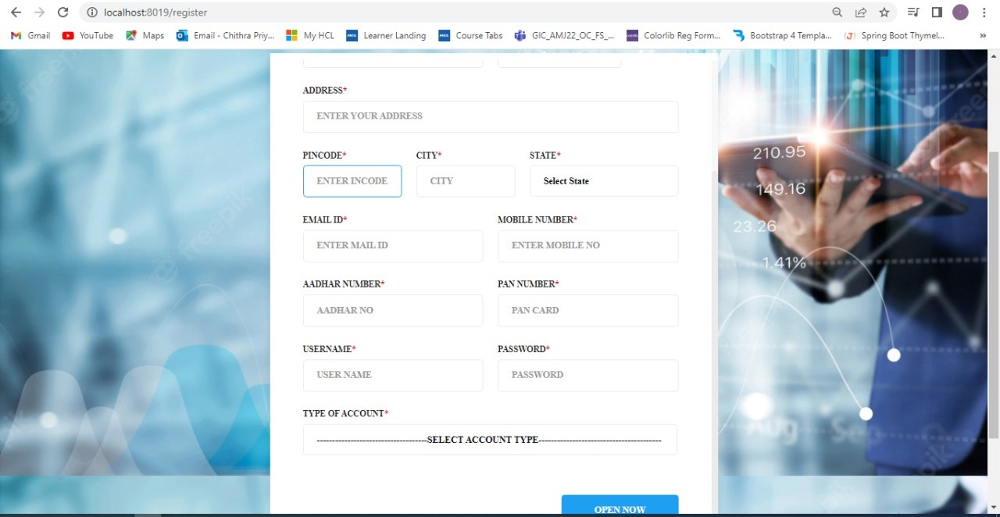 localhost:8019/register
Gmail YouTube Maps Email - Chithra Priy... My HCL Learner Landing Course Tabs GIC_AMJ22_OC_FS_... Colorlib Reg Form... Bootstrap 4 Templa... Spring Boot Thymel... »
ADDRESS*
ENTER YOUR ADDRESS
PINCODE* CITY* STATE*
ENTER INCODE CITY Select State
EMAIL ID* MOBILE NUMBER*
ENTER MAIL ID ENTER MOBILE NO
AADHAR NUMBER* PAN NUMBER*
AADHAR NO PAN CARD
USERNAME* PASSWORD*
USER NAME PASSWORD
TYPE OF ACCOUNT*
------------------------------------SELECT ACCOUNT TYPE----------------------------------------
OPEN NOW
210.95
149.16
23.26
1.41%
Aug Sep
freepik